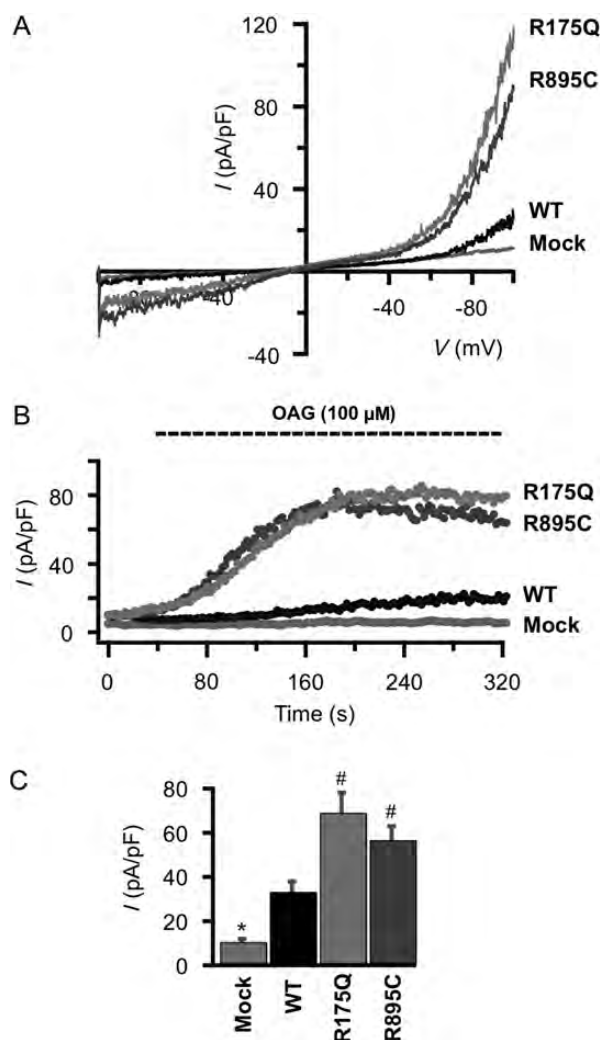 A
120
80
40
-40
I (pA/pF)
-40
-40
-80
V (mV)
R175Q
R895C
WT
Mock
B
OAG (100 µM)
80
40
0
I (pA/pF)
0
80
160
240
320
Time (s)
R175Q
R895C
WT
Mock
C
80
60
40
20
0
I (pA/pF)
*
#
#
Mock
WT
R175Q
R895C